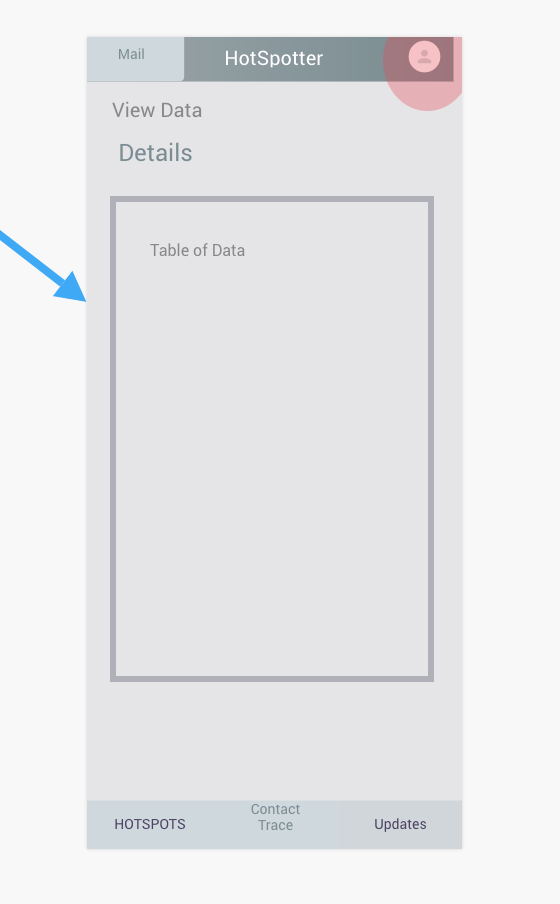 Mail
HotSpotter
View Data
Details
Table of Data
HOTSPOTS
Contact
Trace
Updates